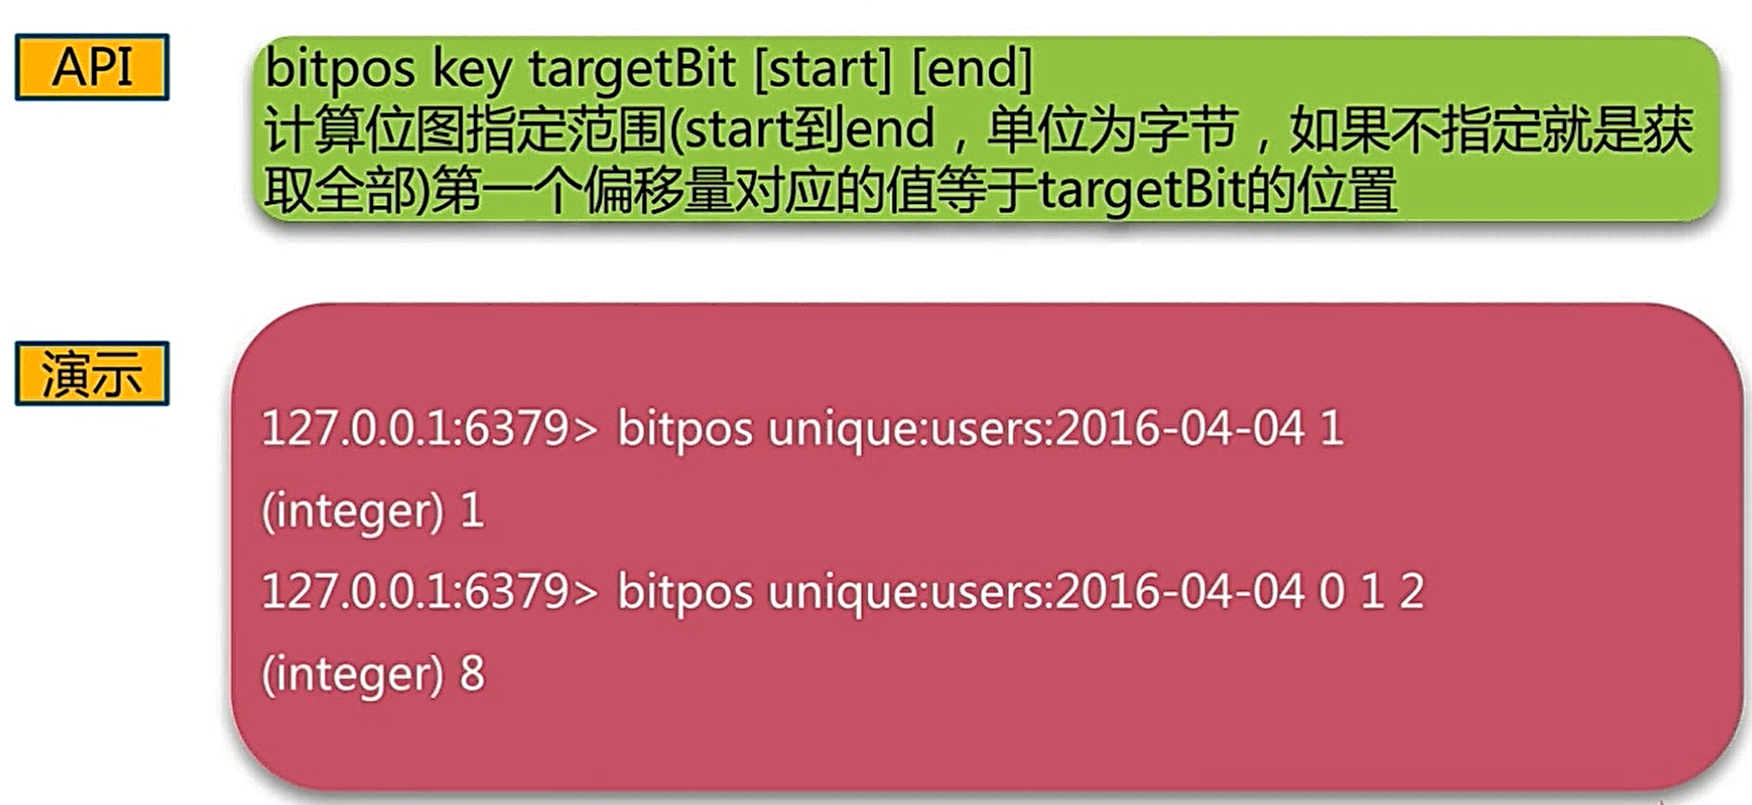 API
bitpos key targetBit [start] [end]
计算位图指定范围(start到end，单位为字节，如果不指定就是获
取全部)第一个偏移量对应的值等于targetBit的位置
演示
127.0.0.1:6379> bitpos unique:users:2016-04-04 1
(integer) 1
127.0.0.1:6379> bitpos unique:users:2016-04-04 0 1 2
(integer) 8